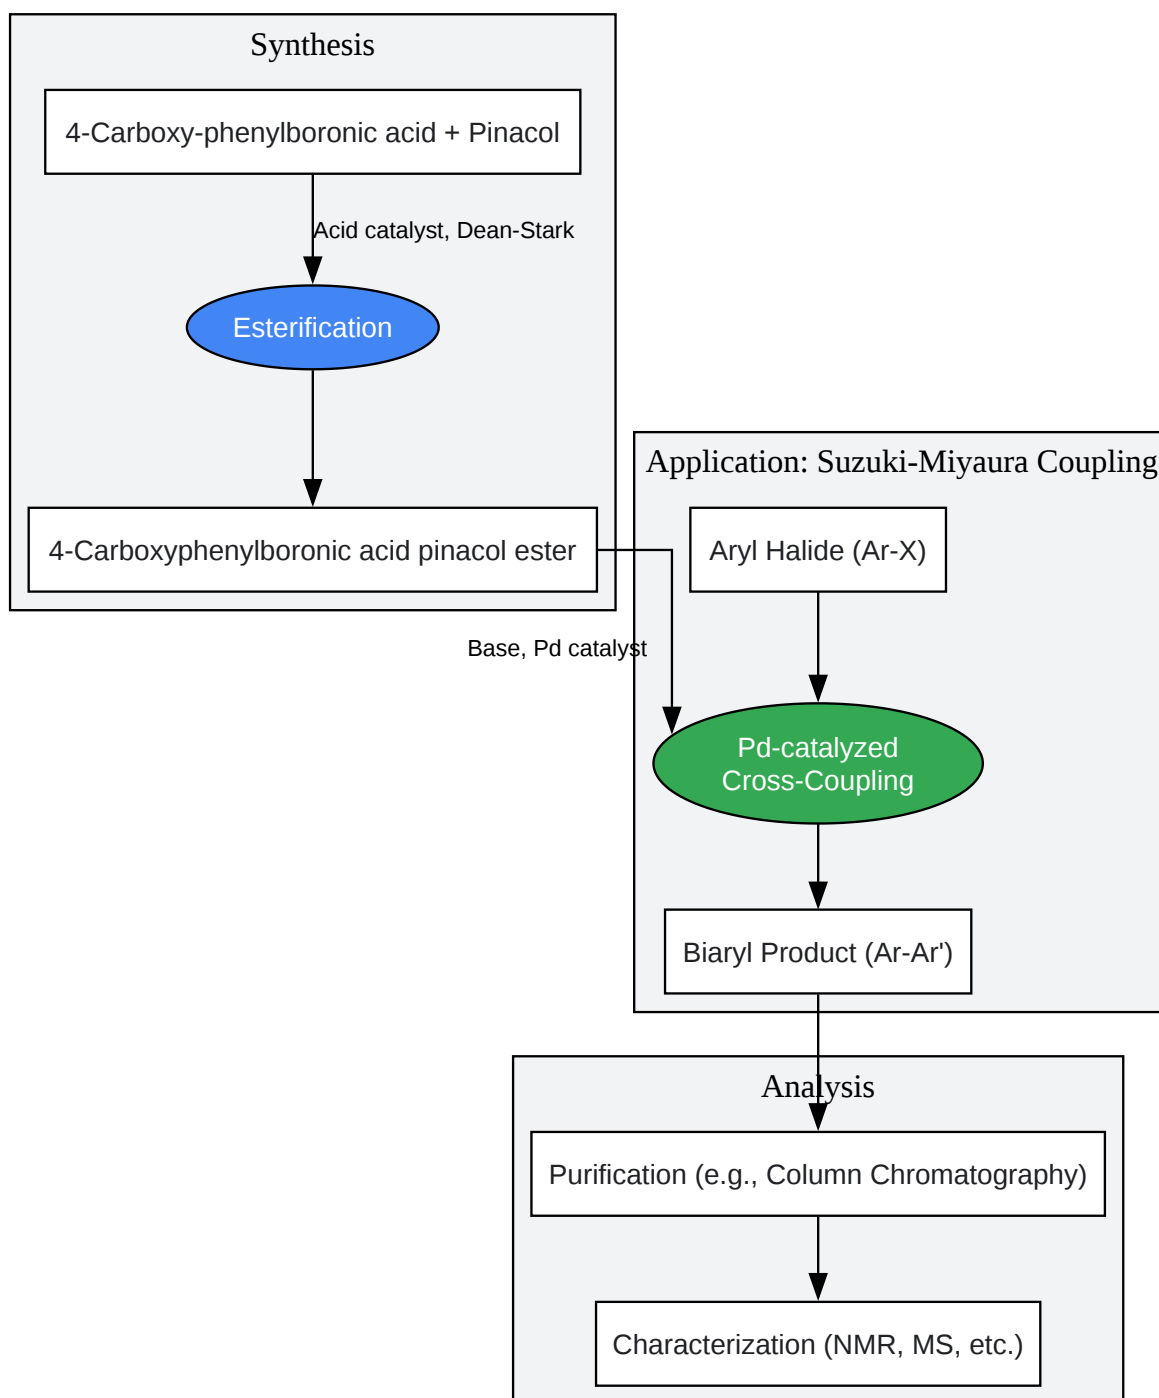 Synthesis
4-Carboxy-phenylboronic acid + Pinacol
Acid catalyst, Dean-Stark
Esterification
4-Carboxyphenylboronic acid pinacol ester
Application: Suzuki-Miyaura Coupling
Aryl Halide (Ar-X)
Base, Pd catalyst
Pd-catalyzed
Cross-Coupling
Biaryl Product (Ar-Ar')
Analysis
Purification (e.g., Column Chromatography)
Characterization (NMR, MS, etc.)